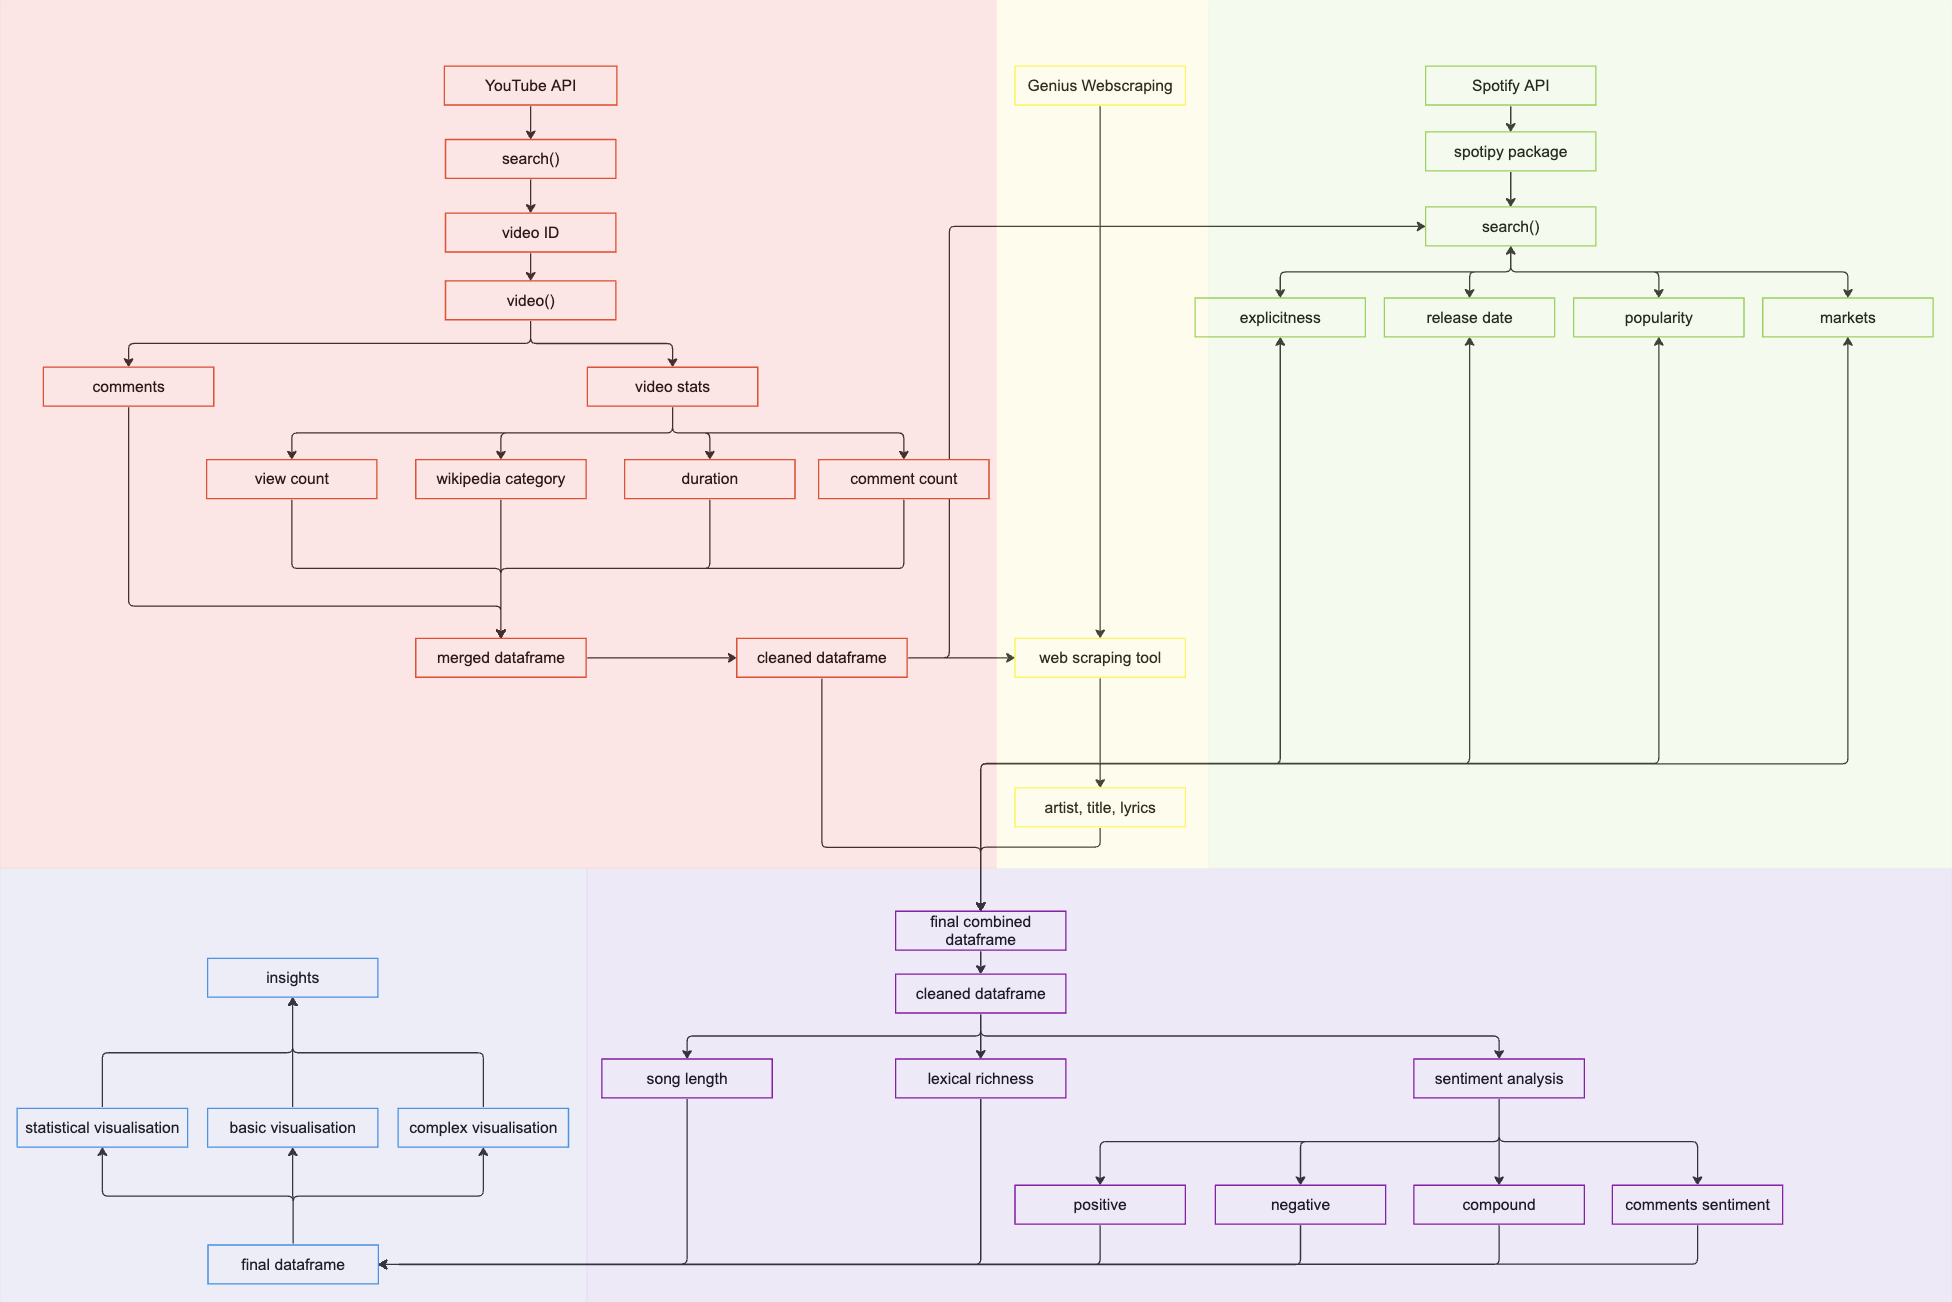 YouTube API
Genius Webscraping
Spotify API
search()
spotipy package
video ID
search()
video()
explicitness
release date
popularity
markets
comments
video stats
view count
wikipedia category
duration
comment count
merged dataframe
cleaned dataframe
web scraping tool
artist, title, lyrics
final combined
dataframe
insights
cleaned dataframe
song length
lexical richness
sentiment analysis
statistical visualisation
basic visualisation
complex visualisation
positive
negative
compound
comments sentiment
final dataframe